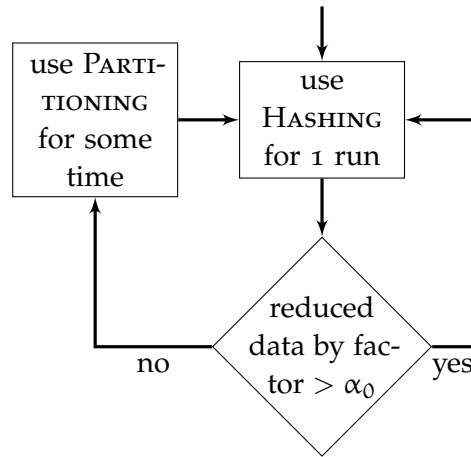 use PARTI-
TIONING
for some
time
use
HASHING
for 1 run
reduced
data by fac-
tor > α₀
no
yes